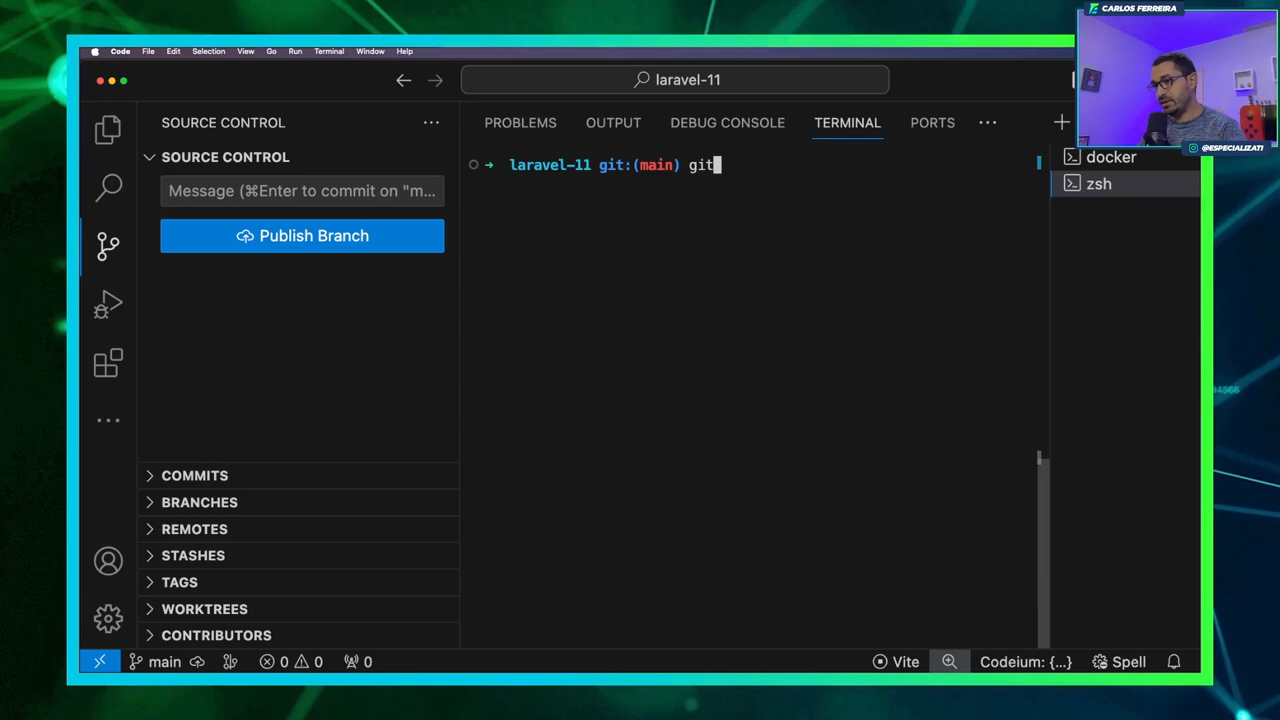 CARLOS FERREIRA
@ESPECIALIZATI
Code File Edit Selection View Go Run Terminal Window Help
laravel-11
SOURCE CONTROL
PROBLEMS OUTPUT DEBUG CONSOLE TERMINAL PORTS
SOURCE CONTROL
Message (⌘Enter to commit on "m...
Publish Branch
➜ laravel-11 git:(main) git
docker
zsh
COMMITS
BRANCHES
REMOTES
STASHES
TAGS
WORKTREES
CONTRIBUTORS
main 0 0 0 Vite Codeium: {...} Spell